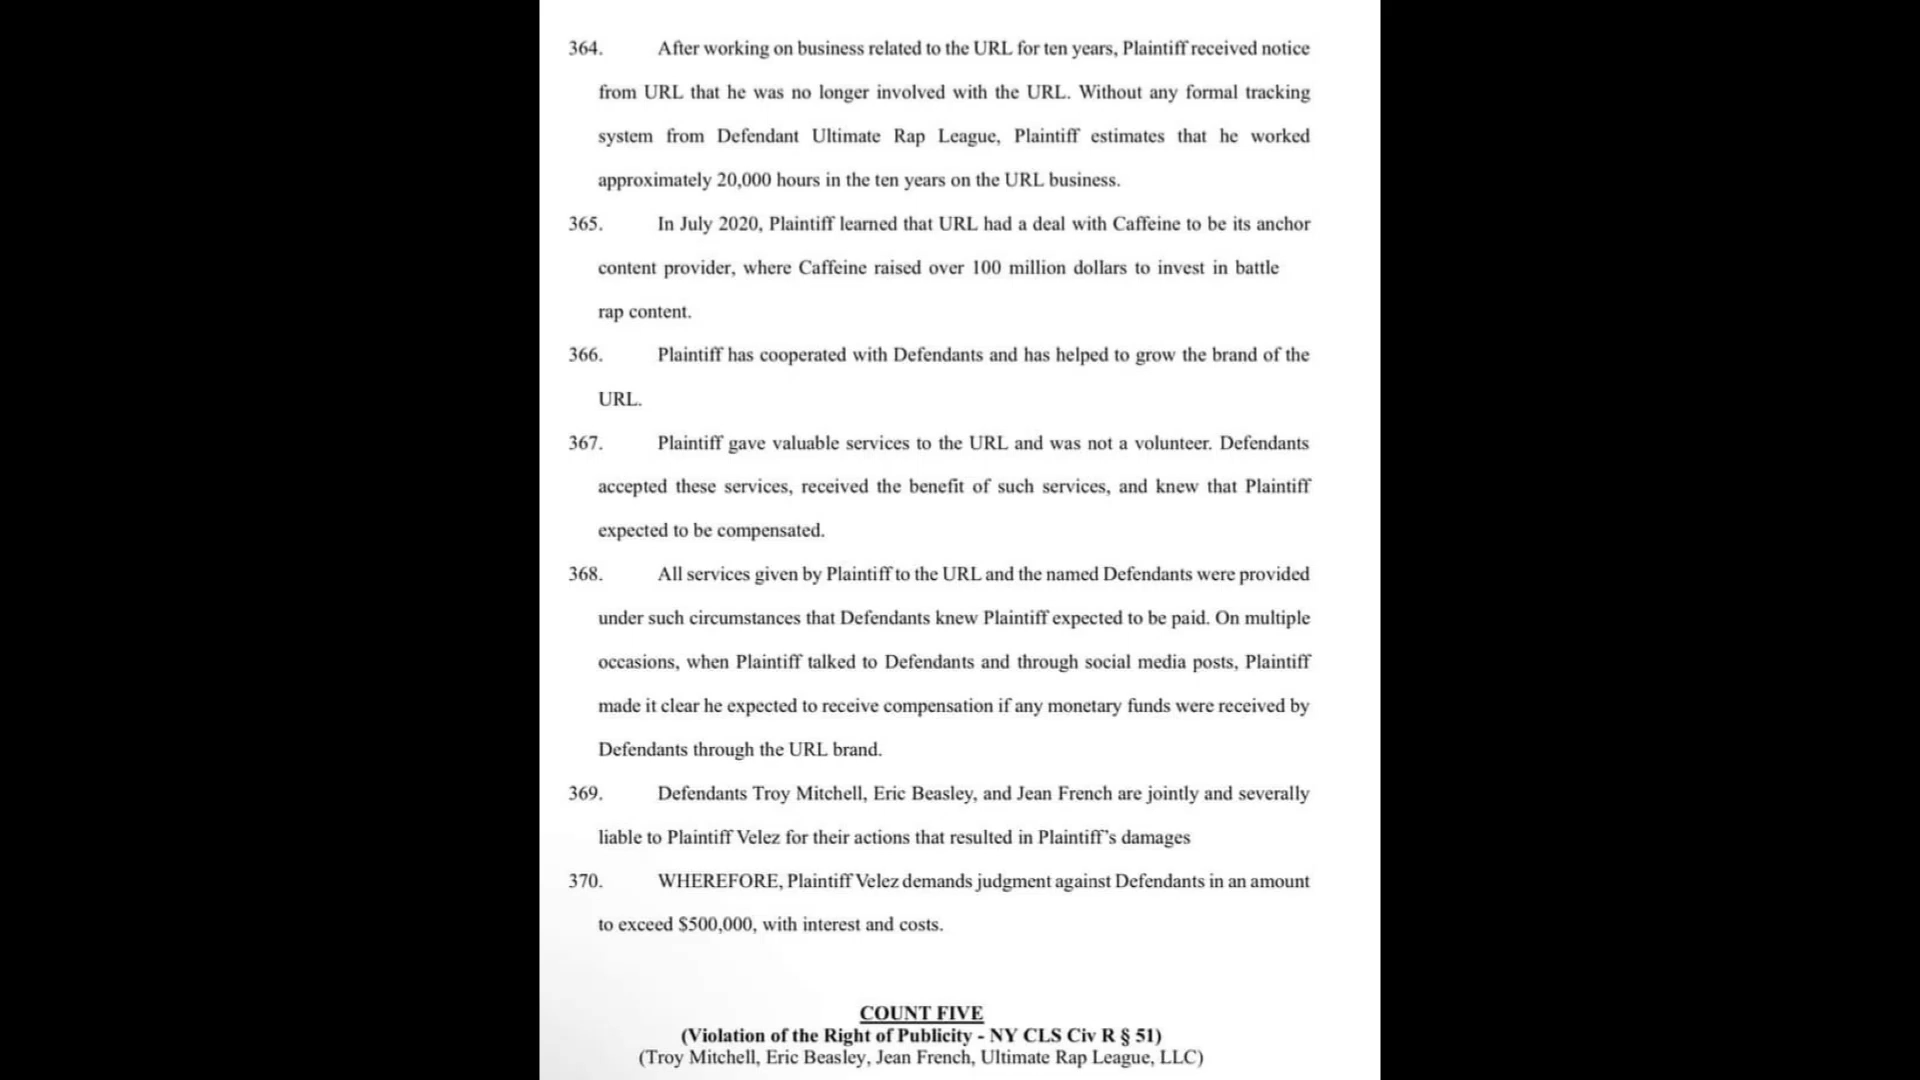 364. After working on business related to the URL for ten years, Plaintiff received notice
from URL that he was no longer involved with the URL. Without any formal tracking
system from Defendant Ultimate Rap League, Plaintiff estimates that he worked
approximately 20,000 hours in the ten years on the URL business.
365. In July 2020, Plaintiff learned that URL had a deal with Caffeine to be its anchor
content provider, where Caffeine raised over 100 million dollars to invest in battle
rap content.
366. Plaintiff has cooperated with Defendants and has helped to grow the brand of the
URL.
367. Plaintiff gave valuable services to the URL and was not a volunteer. Defendants
accepted these services, received the benefit of such services, and knew that Plaintiff
expected to be compensated.
368. All services given by Plaintiff to the URL and the named Defendants were provided
under such circumstances that Defendants knew Plaintiff expected to be paid. On multiple
occasions, when Plaintiff talked to Defendants and through social media posts, Plaintiff
made it clear he expected to receive compensation if any monetary funds were received by
Defendants through the URL brand.
369. Defendants Troy Mitchell, Eric Beasley, and Jean French are jointly and severally
liable to Plaintiff Velez for their actions that resulted in Plaintiff’s damages
370. WHEREFORE, Plaintiff Velez demands judgment against Defendants in an amount
to exceed $500,000, with interest and costs.
COUNT FIVE
(Violation of the Right of Publicity - NY CLS Civ R § 51)
(Troy Mitchell, Eric Beasley, Jean French, Ultimate Rap League, LLC)